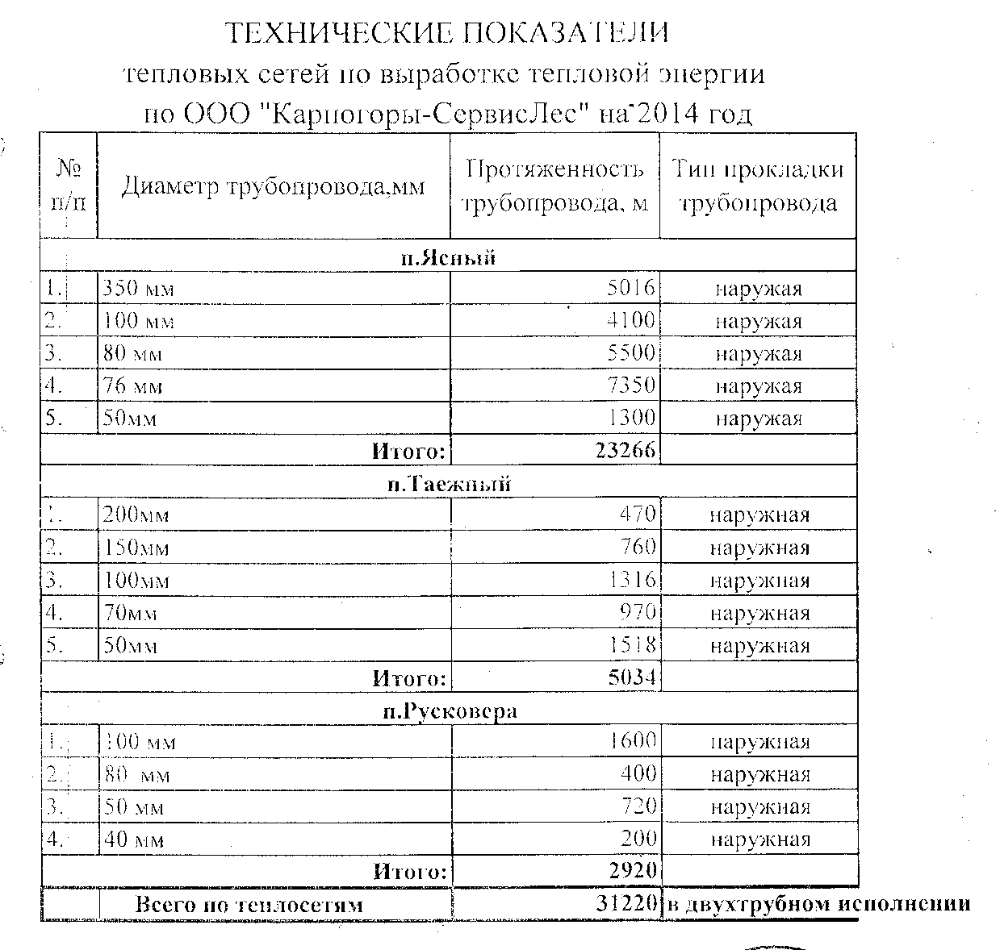 ТЕХНИЧЕСКИЕ ПОКАЗАТЕЛИ
тепловых сетей по выработке тепловой энергии
по ООО "Карпогоры-СервисЛес" на 2014 год
№ п/п Диаметр трубопровода,мм Протяженность трубопровода, м Тип прокладки трубопровода
п.Ясный
1. 350 мм 5016 наружая
2. 100 мм 4100 наружая
3. 80 мм 5500 наружая
4. 76 мм 7350 наружая
5. 50мм 1300 наружая
Итого: 23266
п.Таежный
1. 200мм 470 наружная
2. 150мм 760 наружная
3. 100мм 1316 наружная
4. 70мм 970 наружная
5. 50мм 1518 наружная
Итого: 5034
п.Русковера
1. 100 мм 1600 наружная
2. 80 мм 400 наружная
3. 50 мм 720 наружная
4. 40 мм 200 наружная
Итого: 2920
Всего по теплосетям 31220 в двухтрубном исполнении